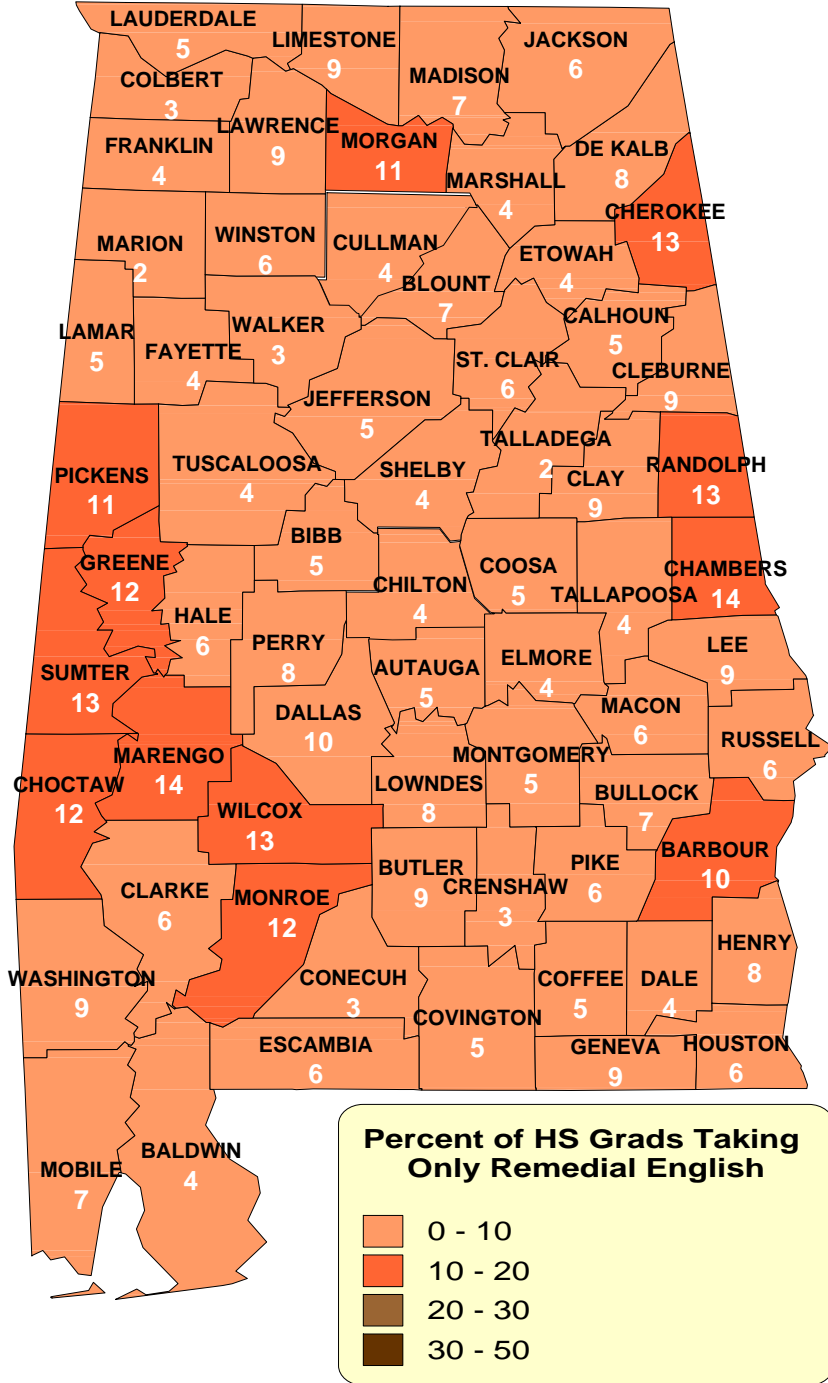 LAUDERDALE
5
LIMESTONE
9
MADISON
7
JACKSON
6
COLBERT
3
LAWRENCE
9
FRANKLIN
4
MORGAN
11
MARSHALL
4
DE KALB
8
CHEROKEE
13
MARION
2
WINSTON
6
CULLMAN
4
BLOUNT
7
ETOWAH
4
LAMAR
5
FAYETTE
4
WALKER
3
JEFFERSON
5
ST. CLAIR
6
CALHOUN
5
CLEBURNE
9
PICKENS
11
TUSCALOOSA
4
SHELBY
4
TALLADEGA
2
CLAY
9
RANDOLPH
13
GREENE
12
HALE
6
BIBB
5
CHILTON
4
COOSA
5
TALLAPOOSA
4
CHAMBERS
14
SUMTER
13
PERRY
8
AUTAUGA
5
ELMORE
4
LEE
9
MACON
6
RUSSELL
6
CHOCTAW
12
MARENGO
14
DALLAS
10
WILCOX
13
LOWNDES
8
MONTGOMERY
5
BULLOCK
7
BARBOUR
10
CLARKE
6
MONROE
12
BUTLER
9
CRENSHAW
3
PIKE
6
HENRY
8
WASHINGTON
9
CONECUH
3
COVINGTON
5
COFFEE
5
DALE
4
ESCAMBIA
6
GENEVA
9
HOUSTON
6
MOBILE
7
BALDWIN
4
Percent of HS Grads Taking
Only Remedial English
0 - 10
10 - 20
20 - 30
30 - 50